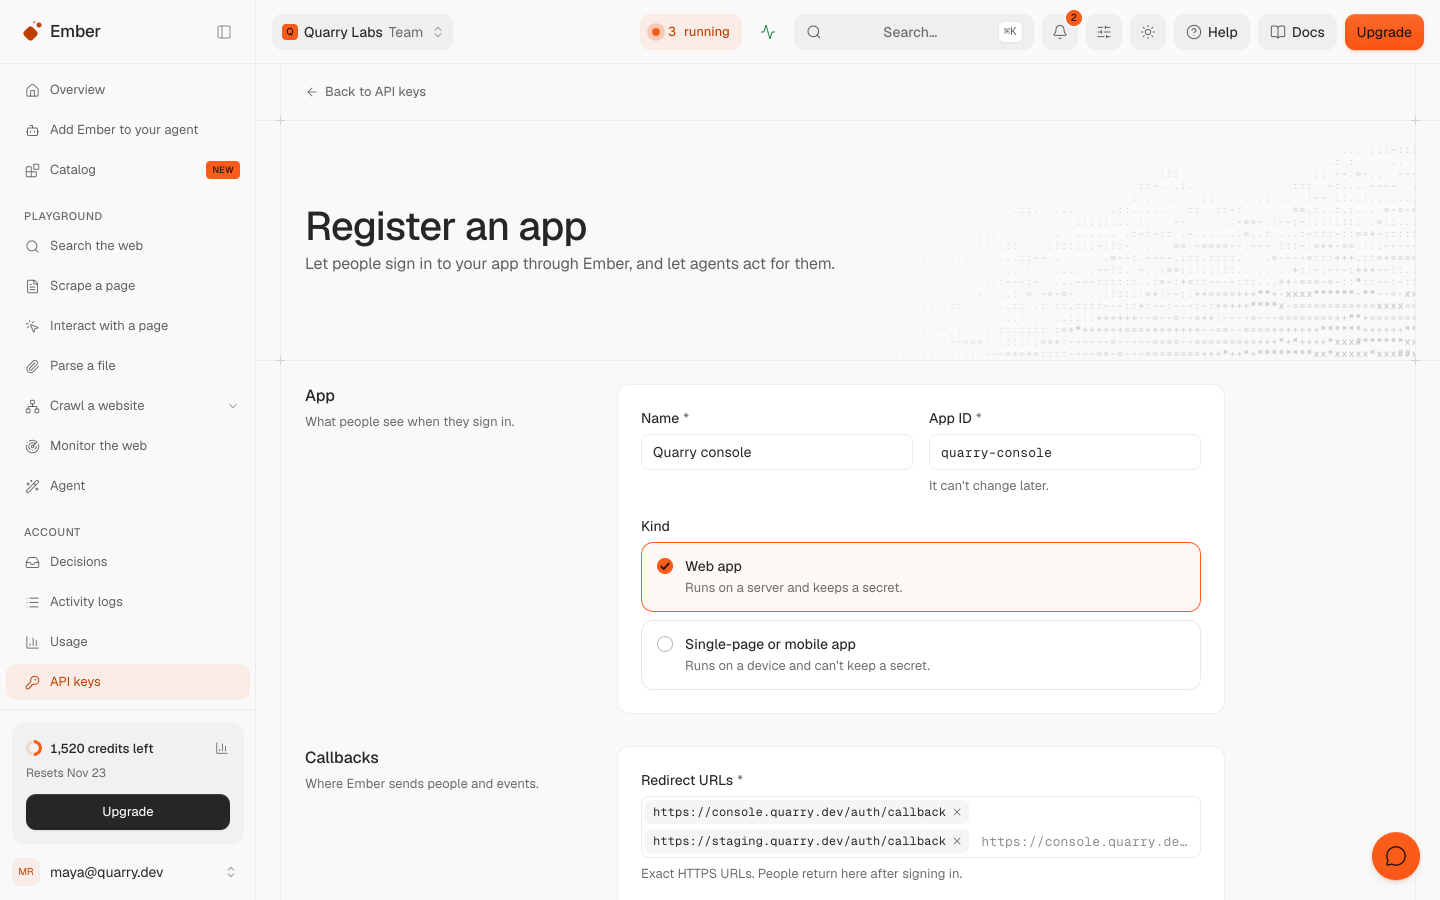 Ember
Q Quarry Labs Team
3 running
Search...
⌘K
2
Help
Docs
Upgrade
Overview
Add Ember to your agent
Catalog
NEW
PLAYGROUND
Search the web
Scrape a page
Interact with a page
Parse a file
Crawl a website
Monitor the web
Agent
ACCOUNT
Decisions
Activity logs
Usage
API keys
1,520 credits left
Resets Nov 23
Upgrade
MR maya@quarry.dev
Back to API keys
Register an app
Let people sign in to your app through Ember, and let agents act for them.
App
What people see when they sign in.
Name *
Quarry console
App ID *
quarry-console
It can't change later.
Kind
Web app
Runs on a server and keeps a secret.
Single-page or mobile app
Runs on a device and can't keep a secret.
Callbacks
Where Ember sends people and events.
Redirect URLs *
https://console.quarry.dev/auth/callback ×
https://staging.quarry.dev/auth/callback × https://console.quarry.de…
Exact HTTPS URLs. People return here after signing in.